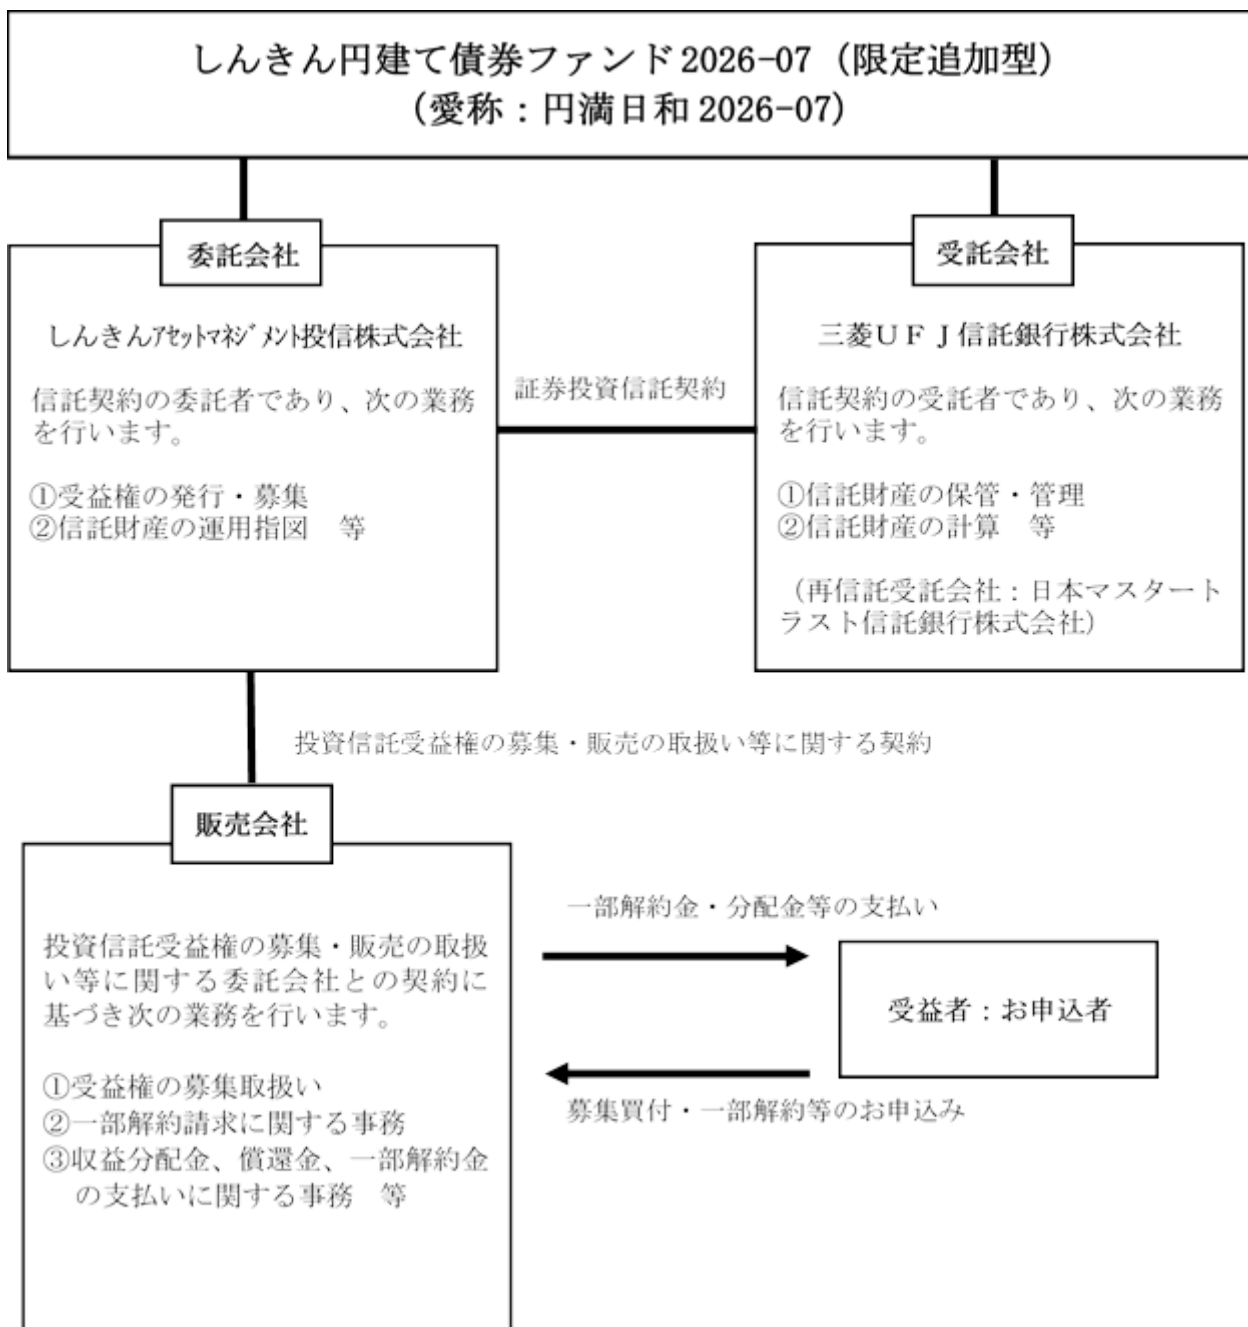 しんきん円建て債券ファンド 2026-07（限定追加型）
（愛称：円満日和 2026-07）
委託会社
しんきんｱｾｯﾄﾏﾈｼﾞﾒﾝﾄ投信株式会社
信託契約の委託者であり、次の業務
を行います。
①受益権の発行・募集
②信託財産の運用指図　等
証券投資信託契約
受託会社
三菱ＵＦＪ信託銀行株式会社
信託契約の受託者であり、次の業務
を行います。
①信託財産の保管・管理
②信託財産の計算　等
（再信託受託会社：日本マスタート
ラスト信託銀行株式会社）
投資信託受益権の募集・販売の取扱い等に関する契約
販売会社
投資信託受益権の募集・販売の取扱
い等に関する委託会社との契約に
基づき次の業務を行います。
①受益権の募集取扱い
②一部解約請求に関する事務
③収益分配金、償還金、一部解約金
の支払いに関する事務　等
一部解約金・分配金等の支払い
受益者：お申込者
募集買付・一部解約等のお申込み